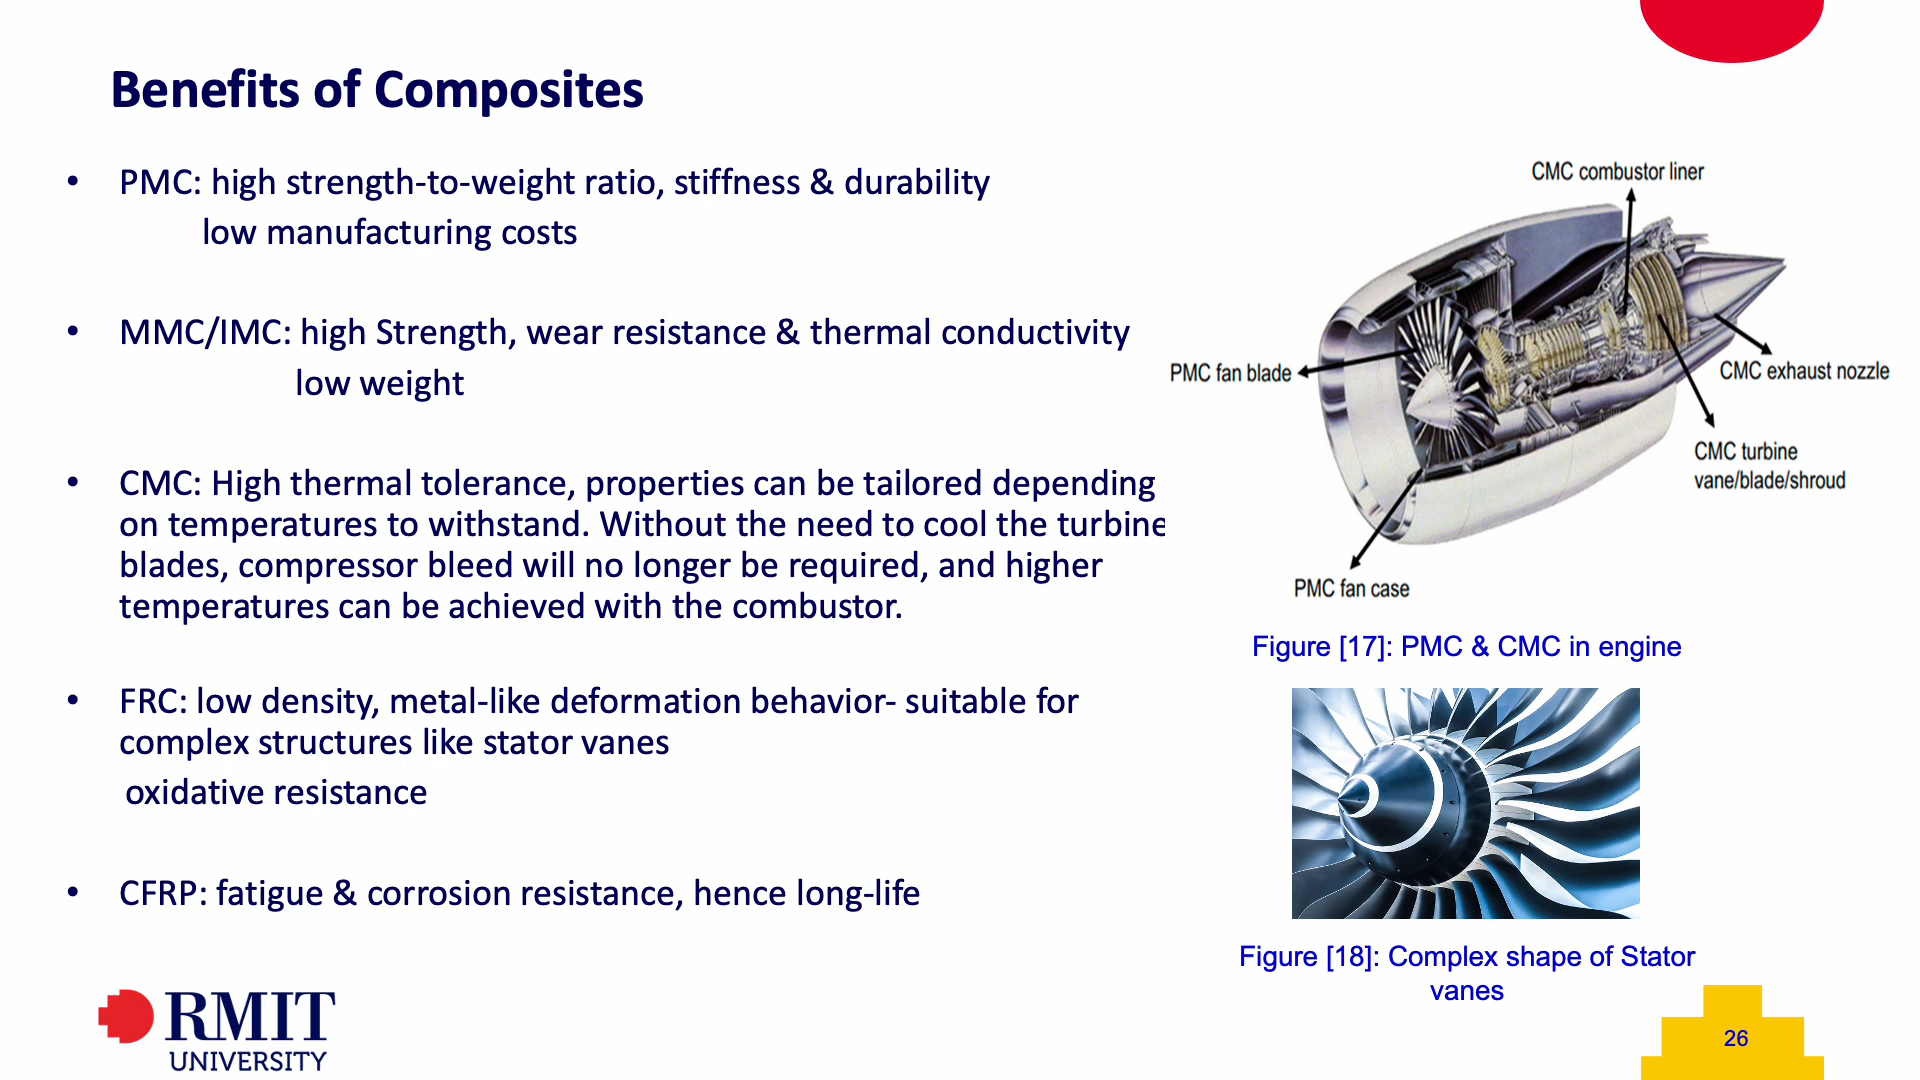 Benefits of Composites
• PMC: high strength-to-weight ratio, stiffness & durability
low manufacturing costs
• MMC/IMC: high Strength, wear resistance & thermal conductivity
low weight
• CMC: High thermal tolerance, properties can be tailored depending
on temperatures to withstand. Without the need to cool the turbine
blades, compressor bleed will no longer be required, and higher
temperatures can be achieved with the combustor.
• FRC: low density, metal-like deformation behavior- suitable for
complex structures like stator vanes
oxidative resistance
• CFRP: fatigue & corrosion resistance, hence long-life
CMC combustor liner
PMC fan blade
CMC exhaust nozzle
CMC turbine
vane/blade/shroud
PMC fan case
Figure [17]: PMC & CMC in engine
Figure [18]: Complex shape of Stator
vanes
RMIT
UNIVERSITY
26